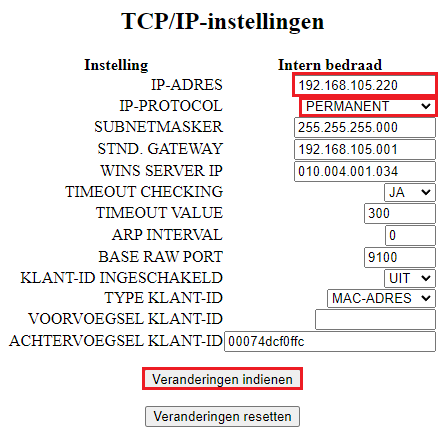 TCP/IP-instellingen
Instelling Intern bedraad
IP-ADRES 192.168.105.220
IP-PROTOCOL PERMANENT
SUBNETMASKER 255.255.255.000
STND. GATEWAY 192.168.105.001
WINS SERVER IP 010.004.001.034
TIMEOUT CHECKING JA
TIMEOUT VALUE 300
ARP INTERVAL 0
BASE RAW PORT 9100
KLANT-ID INGESCHAKELD UIT
TYPE KLANT-ID MAC-ADRES
VOORVOEGSEL KLANT-ID
ACHTERVOEGSEL KLANT-ID 00074dcf0ffc
Veranderingen indienen
Veranderingen resetten